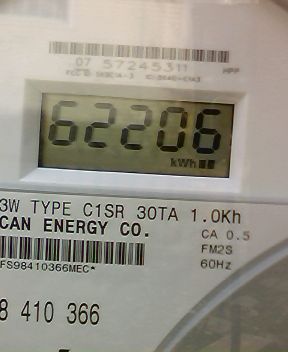 07 57245311
62206
kWh
3W TYPE C1SR 30TA 1.0Kh
CAN ENERGY CO.
CA 0.5
FM2S
FS98410366MEC*
60Hz
8 410 366